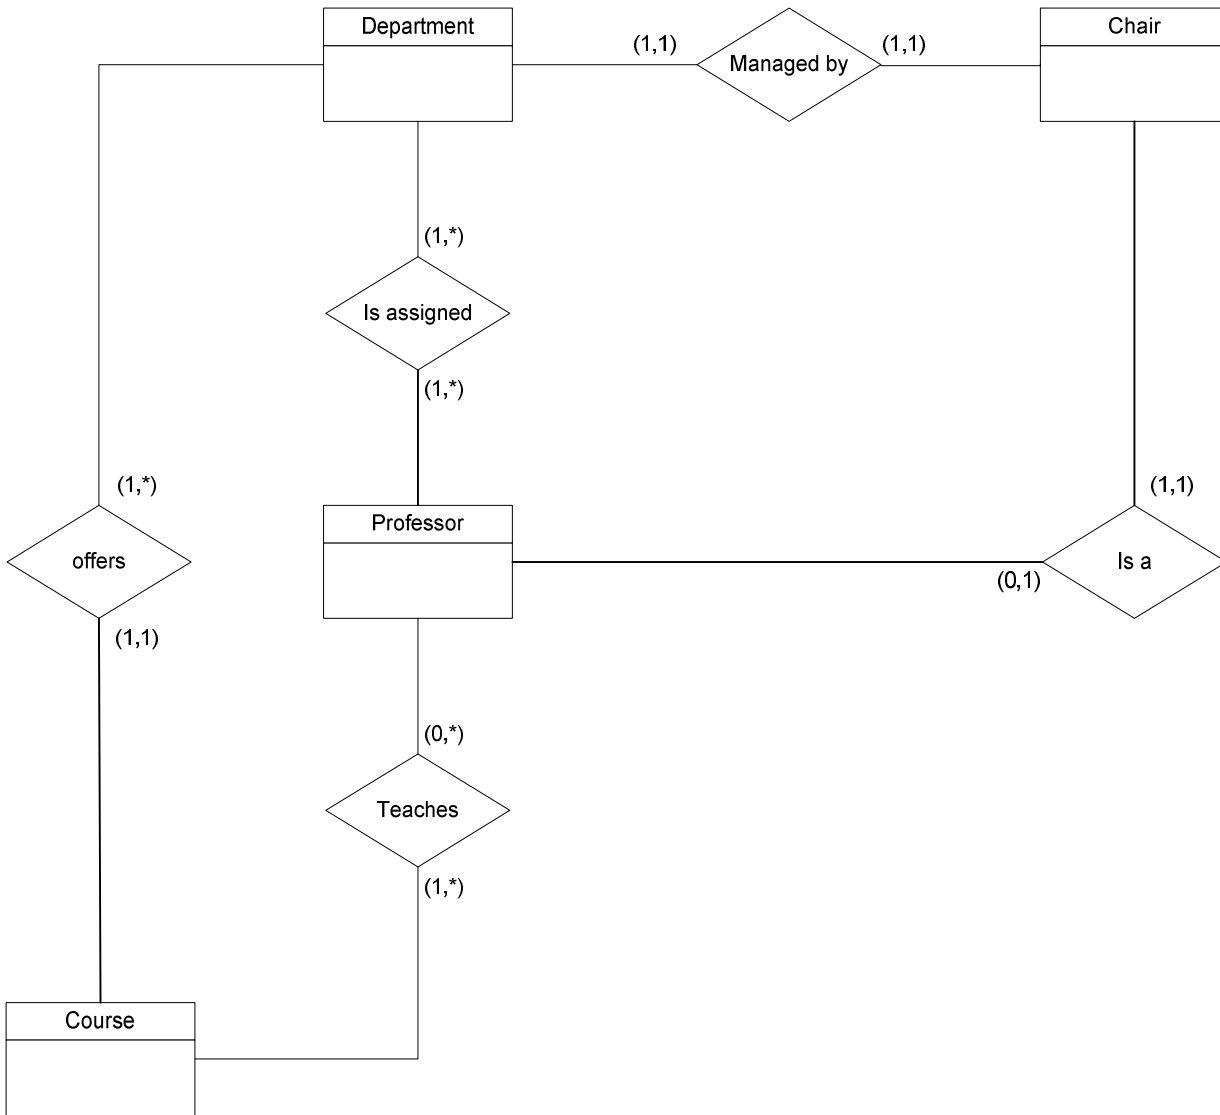 Department
(1,1)
Managed by
(1,1)
Chair
(1,*)
Is assigned
(1,*)
(1,*)
offers
(1,1)
Professor
(1,1)
Is a
(0,1)
(0,*)
Teaches
(1,*)
Course